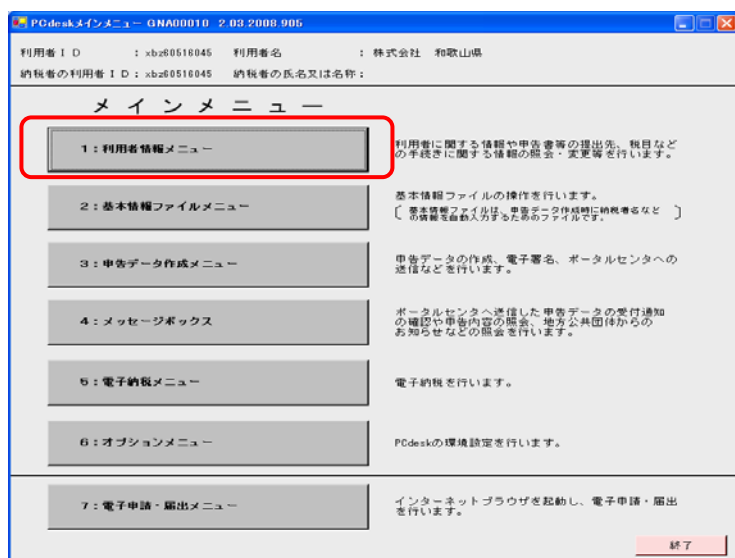 PCdeskメインメニュー GNA00010 2.03.2008.905
利用者ＩＤ : xbz60516045 利用者名 : 株式会社 和歌山県
納税者の利用者ＩＤ: xbz60516045 納税者の氏名又は名称:
メインメニュー
1:利用者情報メニュー
利用者に関する情報や申告書等の提出先、税目など
の手続きに関する情報の照会・変更等を行います。
2:基本情報ファイルメニュー
基本情報ファイルの操作を行います。
[ 基本情報ファイルは、申告データ作成時に納税者名など ]
の情報を自動入力するためのファイルです。
3:申告データ作成メニュー
申告データの作成、電子署名、ポータルセンタへの
送信などを行います。
4:メッセージボックス
ポータルセンタへ送信した申告データの受付通知
の確認や申告内容の照会、地方公共団体からの
お知らせなどの照会を行います。
5:電子納税メニュー
電子納税を行います。
6:オプションメニュー
PCdeskの環境設定を行います。
7:電子申請・届出メニュー
インターネットブラウザを起動し、電子申請・届出
を行います。
終了